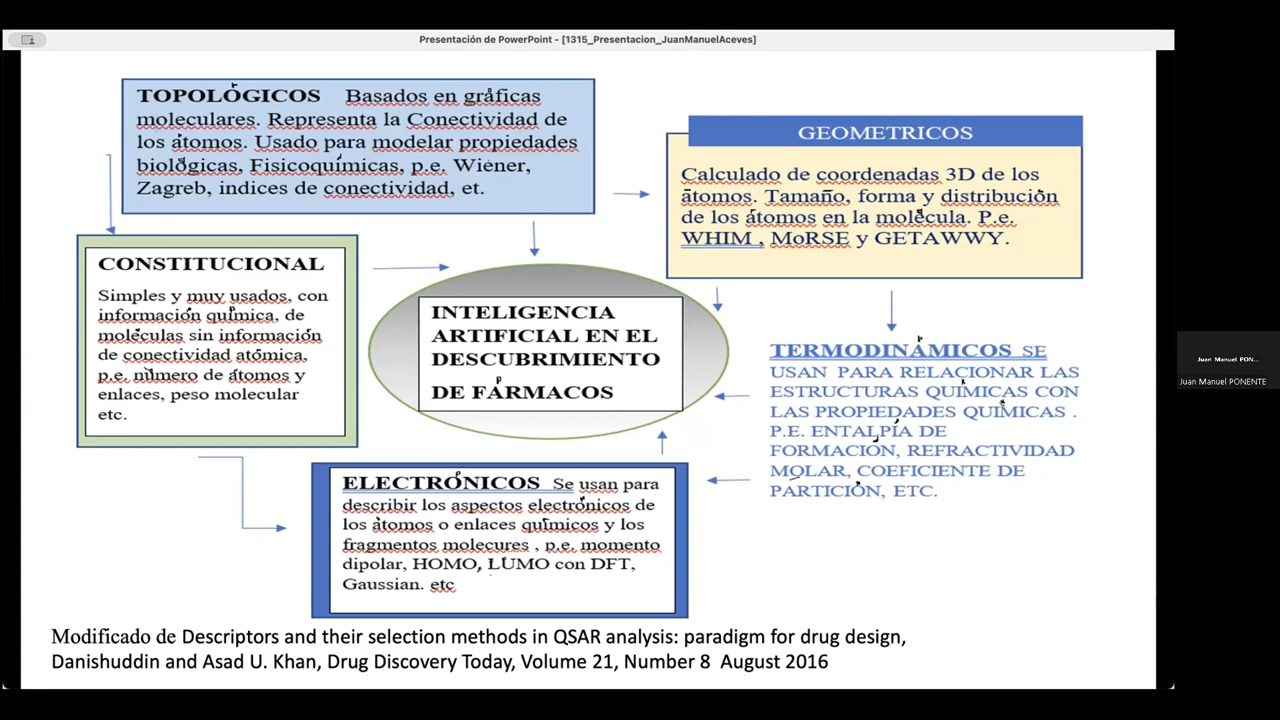 Presentación de PowerPoint - [1315_Presentacion_JuanManuelAceves]
TOPOLÓGICOS Basados en gráficas
moleculares. Representa la Conectividad de
los átomos. Usado para modelar propiedades
biológicas, Fisicoquímicas, p.e. Wiener,
Zagreb, indices de conectividad, et.
GEOMETRICOS
Calculado de coordenadas 3D de los
átomos. Tamaño, forma y distribución
de los átomos en la molécula. P.e.
WHIM , MoRSE y GETAWWY.
CONSTITUCIONAL
Simples y muy usados, con
información química, de
moléculas sin información
de conectividad atómica,
p.e. número de átomos y
enlaces, peso molecular
etc.
INTELIGENCIA
ARTIFICIAL EN EL
DESCUBRIMIENTO
DE FÁRMACOS
TERMODINÁMICOS SE
USAN PARA RELACIONAR LAS
ESTRUCTURAS QUÍMICAS CON
LAS PROPIEDADES QUÍMICAS .
P.E. ENTALPÍA DE
FORMACIÓN, REFRACTIVIDAD
MOLAR, COEFICIENTE DE
PARTICIÓN, ETC.
ELECTRÓNICOS Se usan para
describir los aspectos electrónicos de
los átomos o enlaces químicos y los
fragmentos molecures , p.e. momento
dipolar, HOMO, LUMO con DFT,
Gaussian. etc
Modificado de Descriptors and their selection methods in QSAR analysis: paradigm for drug design,
Danishuddin and Asad U. Khan, Drug Discovery Today, Volume 21, Number 8 August 2016
Juan Manuel PON...
Juan Manuel PONENTE